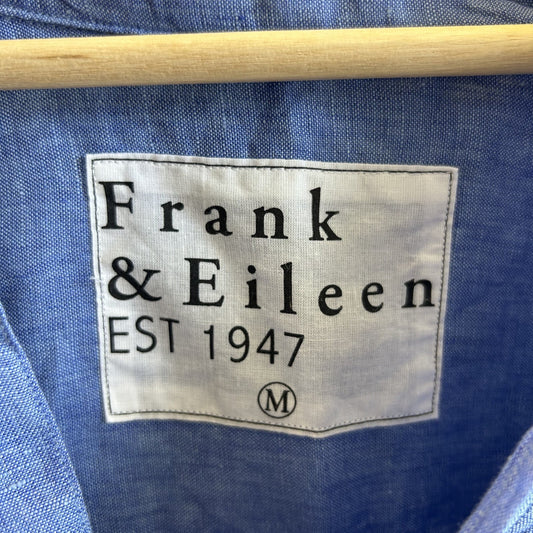 Frank
& Eileen
EST 1947
M